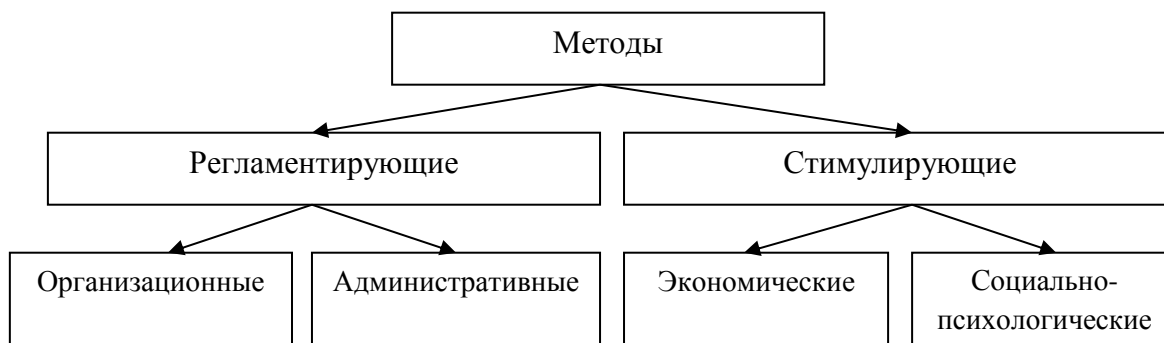 Методы
Регламентирующие
Стимулирующие
Организационные
Административные
Экономические
Социально-
психологические